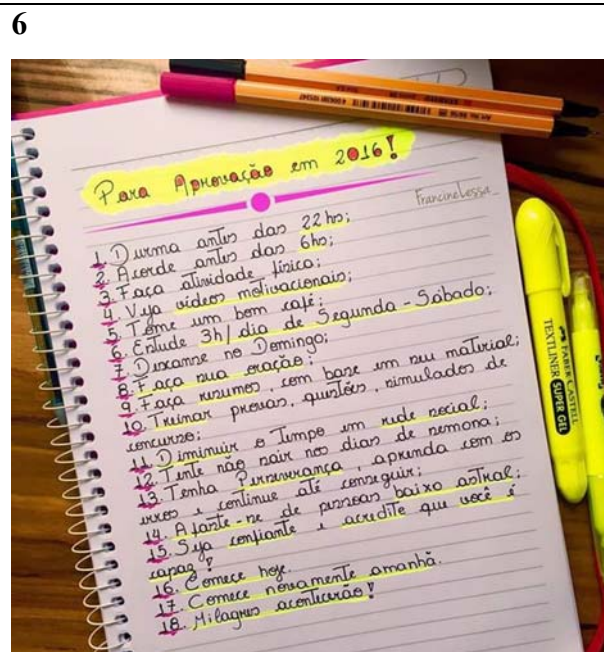 6
Para Aprovação em 2016!
FrancineLessa_
1. Durma antes das 22 hs;
2. Acorde antes das 6hs;
3. Faça atividade física;
4. Veja vídeos motivacionais;
5. Tome um bom café;
6. Estude 3h/dia de Segunda - Sábado;
7. Descanse no Domingo;
8. Faça sua oração;
9. Faça resumos, com base em seu material;
10. Treinar provas, questões, simulados de
concurso;
11. Diminuir o Tempo em rede social;
12. Tente não sair nos dias de semana;
13. Tenha Perseverança, aprenda com os
erros e continue até conseguir;
14. Afaste-se de pessoas baixo astral;
15. Seja confiante e acredite que você é
capaz!
16. Comece hoje.
17. Comece novamente amanhã.
18. Milagres acontecerão!
FABER CASTELL
TEXTLINER SUPER GEL